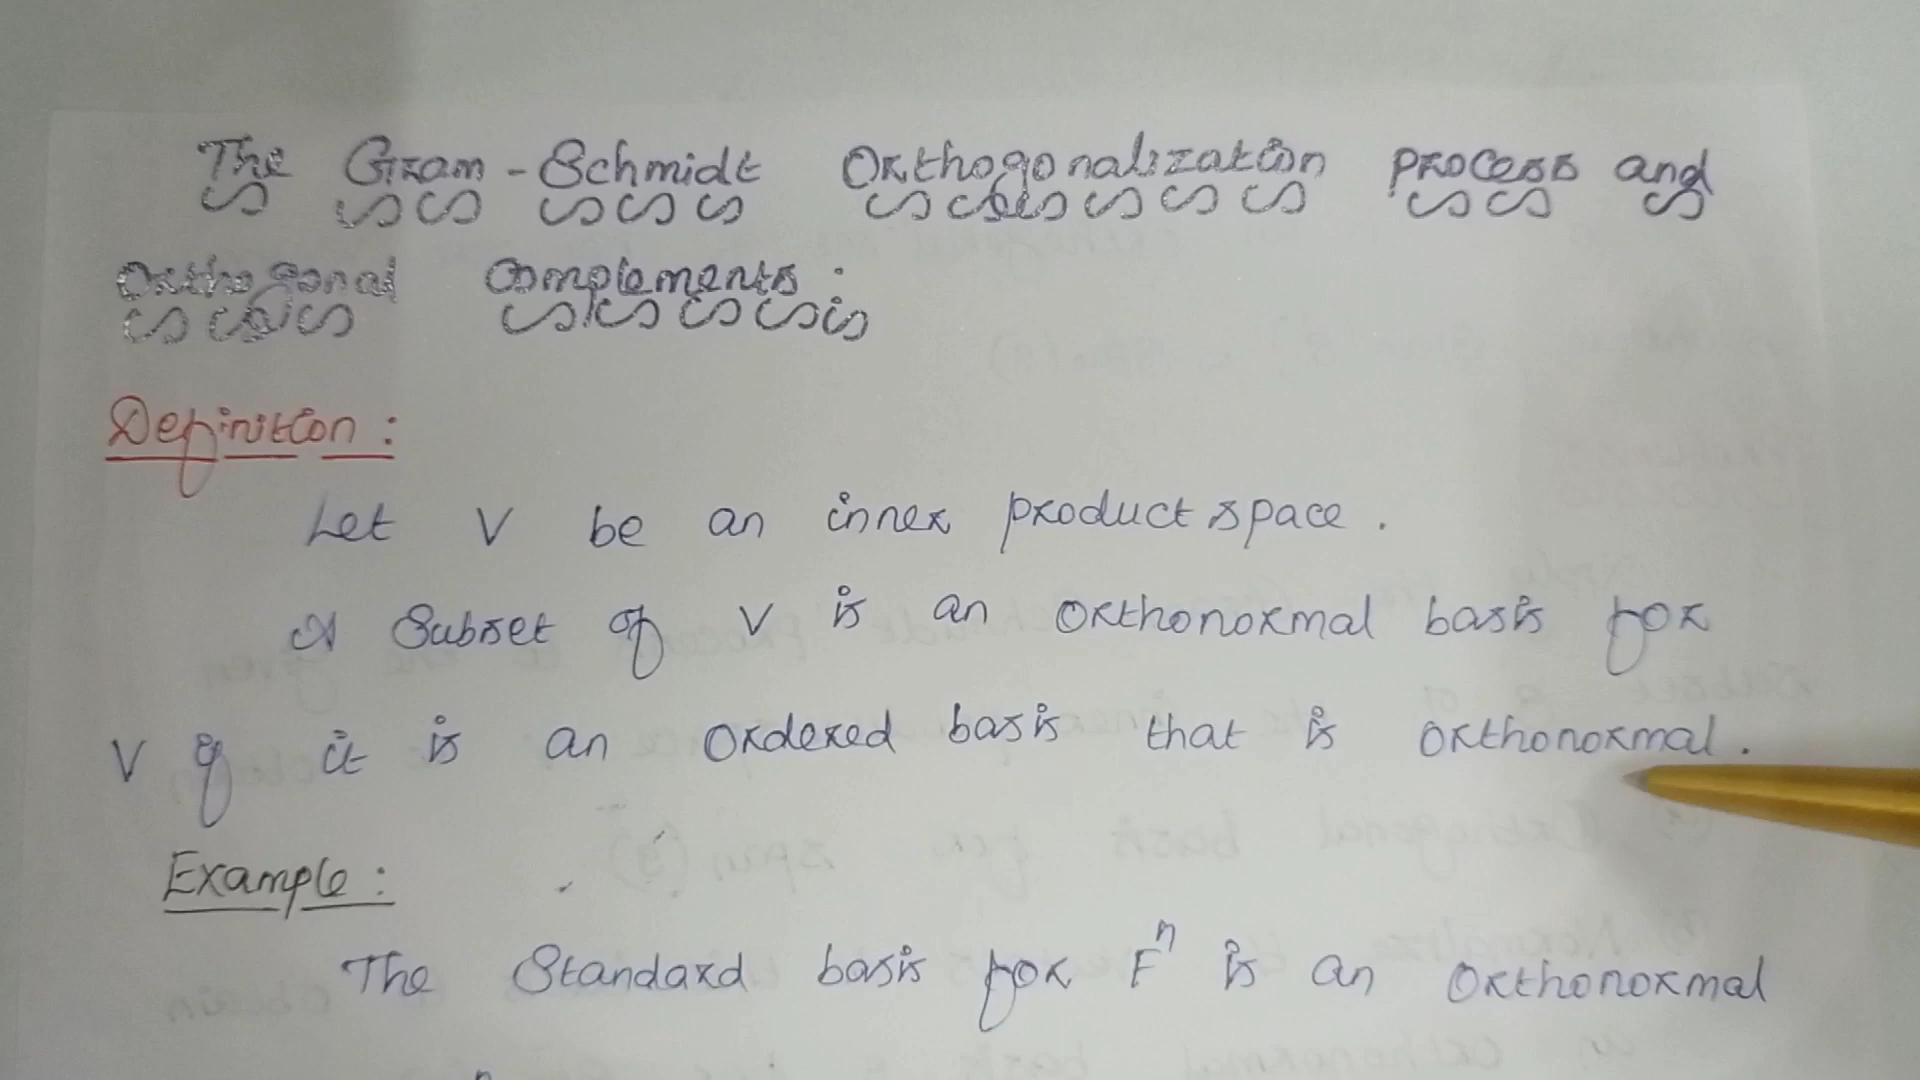 The Gram-Schmidt Orthogonalization process and
Orthogonal Complements:
Definition:
Let V be an inner product space.
A Subset of V is an orthonormal basis for
V if it is an ordered basis that is orthonormal.
Example:
The Standard basis for Fⁿ is an Orthonormal